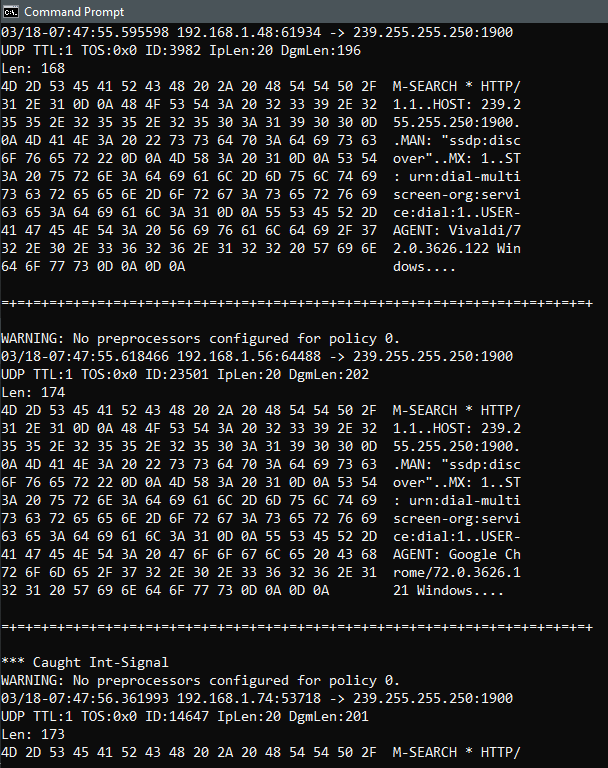 Command Prompt
03/18-07:47:55.595598 192.168.1.48:61934 -> 239.255.255.250:1900
UDP TTL:1 TOS:0x0 ID:3982 IpLen:20 DgmLen:196
Len: 168
4D 2D 53 45 41 52 43 48 20 2A 20 48 54 54 50 2F  M-SEARCH * HTTP/
31 2E 31 0D 0A 48 4F 53 54 3A 20 32 33 39 2E 32  1.1..HOST: 239.2
35 35 2E 32 35 35 2E 32 35 30 3A 31 39 30 30 0D  55.255.250:1900.
0A 4D 41 4E 3A 20 22 73 73 64 70 3A 64 69 73 63  .MAN: "ssdp:disc
6F 76 65 72 22 0D 0A 4D 58 3A 20 31 0D 0A 53 54  over"..MX: 1..ST
3A 20 75 72 6E 3A 64 69 61 6C 2D 6D 75 6C 74 69  : urn:dial-multi
73 63 72 65 65 6E 2D 6F 72 67 3A 73 65 72 76 69  screen-org:servi
63 65 3A 64 69 61 6C 3A 31 0D 0A 55 53 45 52 2D  ce:dial:1..USER-
41 47 45 4E 54 3A 20 56 69 76 61 6C 64 69 2F 37  AGENT: Vivaldi/7
32 2E 30 2E 33 36 32 36 2E 31 32 32 20 57 69 6E  2.0.3626.122 Win
64 6F 77 73 0D 0A 0D 0A  dows....
=+=+=+=+=+=+=+=+=+=+=+=+=+=+=+=+=+=+=+=+=+=+=+=+=+=+=+=+=+=+=+=+=+=+=+=+=+
WARNING: No preprocessors configured for policy 0.
03/18-07:47:55.618466 192.168.1.56:64488 -> 239.255.255.250:1900
UDP TTL:1 TOS:0x0 ID:23501 IpLen:20 DgmLen:202
Len: 174
4D 2D 53 45 41 52 43 48 20 2A 20 48 54 54 50 2F  M-SEARCH * HTTP/
31 2E 31 0D 0A 48 4F 53 54 3A 20 32 33 39 2E 32  1.1..HOST: 239.2
35 35 2E 32 35 35 2E 32 35 30 3A 31 39 30 30 0D  55.255.250:1900.
0A 4D 41 4E 3A 20 22 73 73 64 70 3A 64 69 73 63  .MAN: "ssdp:disc
6F 76 65 72 22 0D 0A 4D 58 3A 20 31 0D 0A 53 54  over"..MX: 1..ST
3A 20 75 72 6E 3A 64 69 61 6C 2D 6D 75 6C 74 69  : urn:dial-multi
73 63 72 65 65 6E 2D 6F 72 67 3A 73 65 72 76 69  screen-org:servi
63 65 3A 64 69 61 6C 3A 31 0D 0A 55 53 45 52 2D  ce:dial:1..USER-
41 47 45 4E 54 3A 20 47 6F 6F 67 6C 65 20 43 68  AGENT: Google Ch
72 6F 6D 65 2F 37 32 2E 30 2E 33 36 32 36 2E 31  rome/72.0.3626.1
32 31 20 57 69 6E 64 6F 77 73 0D 0A 0D 0A  21 Windows....
=+=+=+=+=+=+=+=+=+=+=+=+=+=+=+=+=+=+=+=+=+=+=+=+=+=+=+=+=+=+=+=+=+=+=+=+=+
*** Caught Int-Signal
WARNING: No preprocessors configured for policy 0.
03/18-07:47:56.361993 192.168.1.74:53718 -> 239.255.255.250:1900
UDP TTL:1 TOS:0x0 ID:14647 IpLen:20 DgmLen:201
Len: 173
4D 2D 53 45 41 52 43 48 20 2A 20 48 54 54 50 2F  M-SEARCH * HTTP/